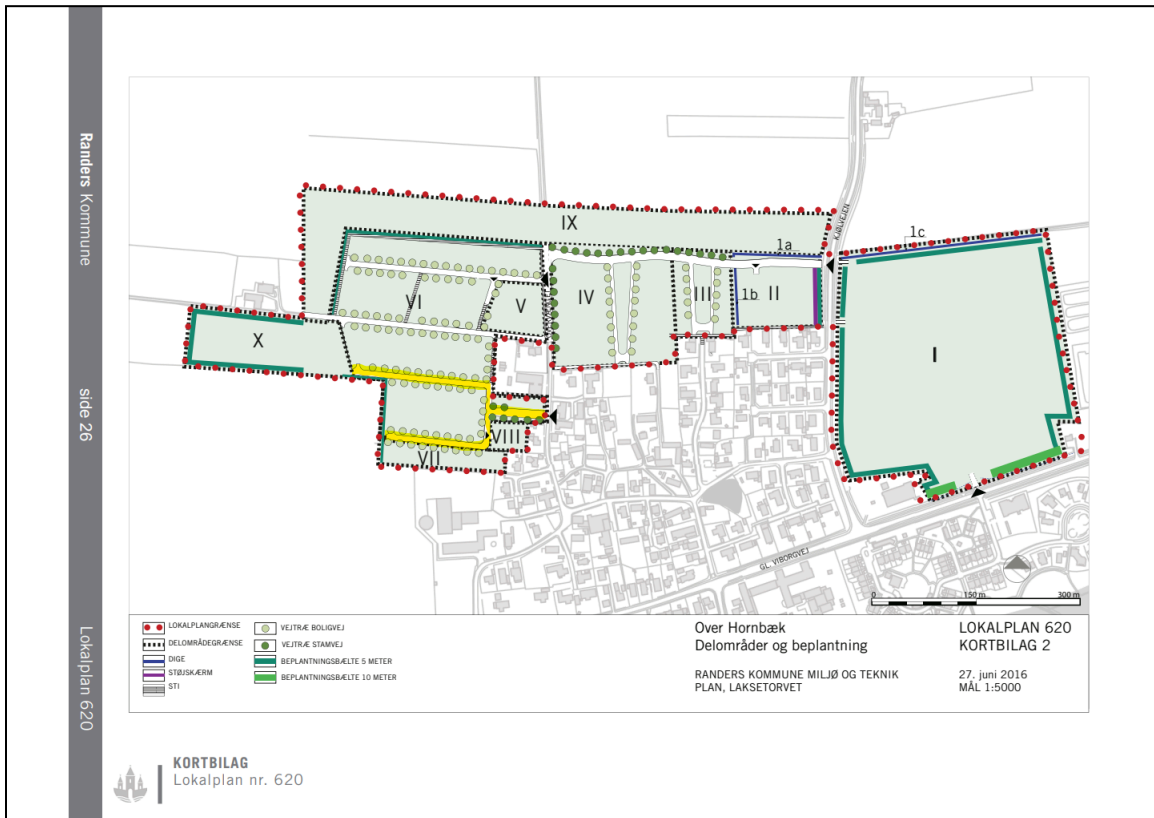 Randers Kommune
side 26
Lokalplan 620
KJØLVEJEN
IX
1a
1c
VI
V
IV
III
1b
II
X
I
VIII
VII
GL. VIBORGVEJ
0
150 m
300 m
LOKALPLANGRÆNSE
DELOMRÅDEGRÆNSE
DIGE
STØJSKÆRM
STI
VEJTRÆ BOLIGVEJ
VEJTRÆ STAMVEJ
BEPLANTNINGSBÆLTE 5 METER
BEPLANTNINGSBÆLTE 10 METER
Over Hornbæk
Delområder og beplantning
RANDERS KOMMUNE MILJØ OG TEKNIK
PLAN, LAKSETORVET
LOKALPLAN 620
KORTBILAG 2
27. juni 2016
MÅL 1:5000
KORTBILAG
Lokalplan nr. 620